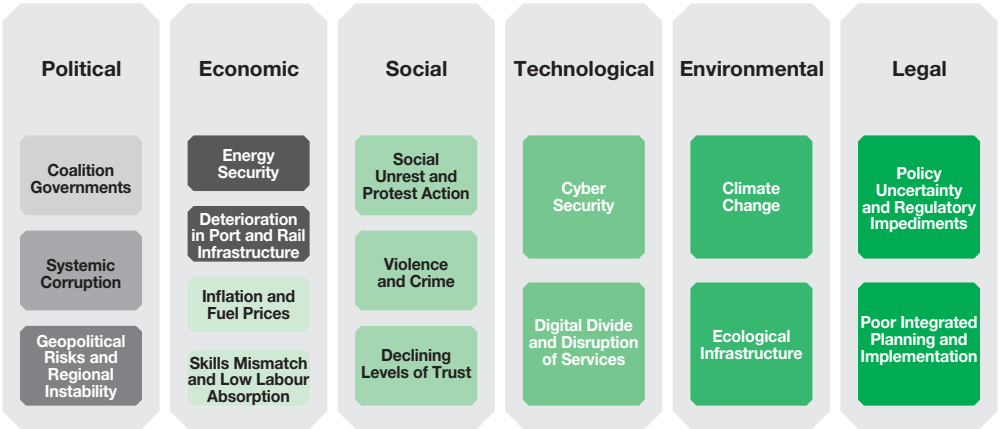 Political
Coalition
Governments
Systemic
Corruption
Geopolitical
Risks and
Regional
Instability
Economic
Energy
Security
Deterioration
in Port and Rail
Infrastructure
Inflation and
Fuel Prices
Skills Mismatch
and Low Labour
Absorption
Social
Social
Unrest and
Protest Action
Violence
and Crime
Declining
Levels of Trust
Technological
Cyber
Security
Digital Divide
and Disruption
of Services
Environmental
Climate
Change
Ecological
Infrastructure
Legal
Policy
Uncertainty
and Regulatory
Impediments
Poor Integrated
Planning and
Implementation